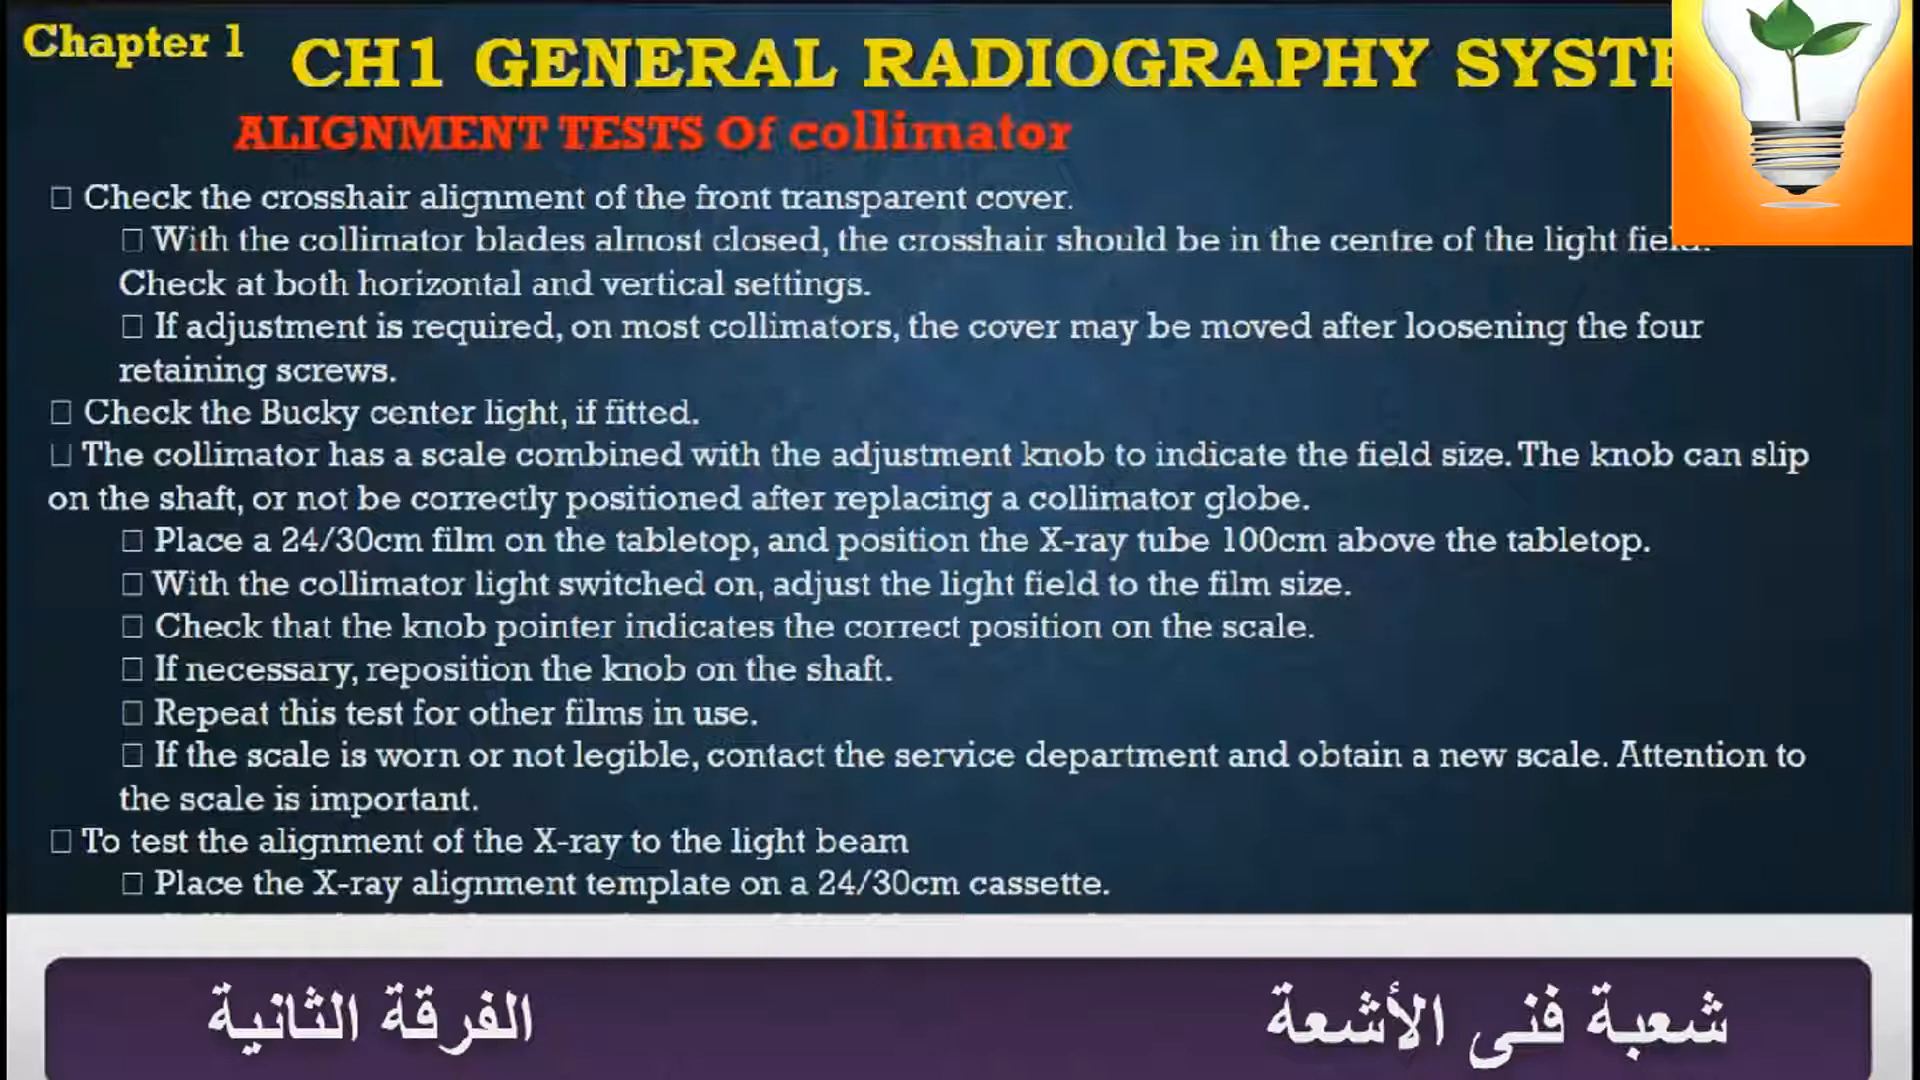 Chapter 1
CH1 GENERAL RADIOGRAPHY
ALIGNMENT TESTS Of collimator
□ Check the crosshair alignment of the front transparent cover.
□ With the collimator blades almost closed, the crosshair should be in the centre of the light field.
Check at both horizontal and vertical settings.
□ If adjustment is required, on most collimators, the cover may be moved after loosening the four
retaining screws.
□ Check the Bucky center light, if fitted.
□ The collimator has a scale combined with the adjustment knob to indicate the field size. The knob can slip
on the shaft, or not be correctly positioned after replacing a collimator globe.
□ Place a 24/30cm film on the tabletop, and position the X-ray tube 100cm above the tabletop.
□ With the collimator light switched on, adjust the light field to the film size.
□ Check that the knob pointer indicates the correct position on the scale.
□ If necessary, reposition the knob on the shaft.
□ Repeat this test for other films in use.
□ If the scale is worn or not legible, contact the service department and obtain a new scale. Attention to
the scale is important.
□ To test the alignment of the X-ray to the light beam
□ Place the X-ray alignment template on a 24/30cm cassette.
شعبة فنى الأشعة
الفرقة الثانية